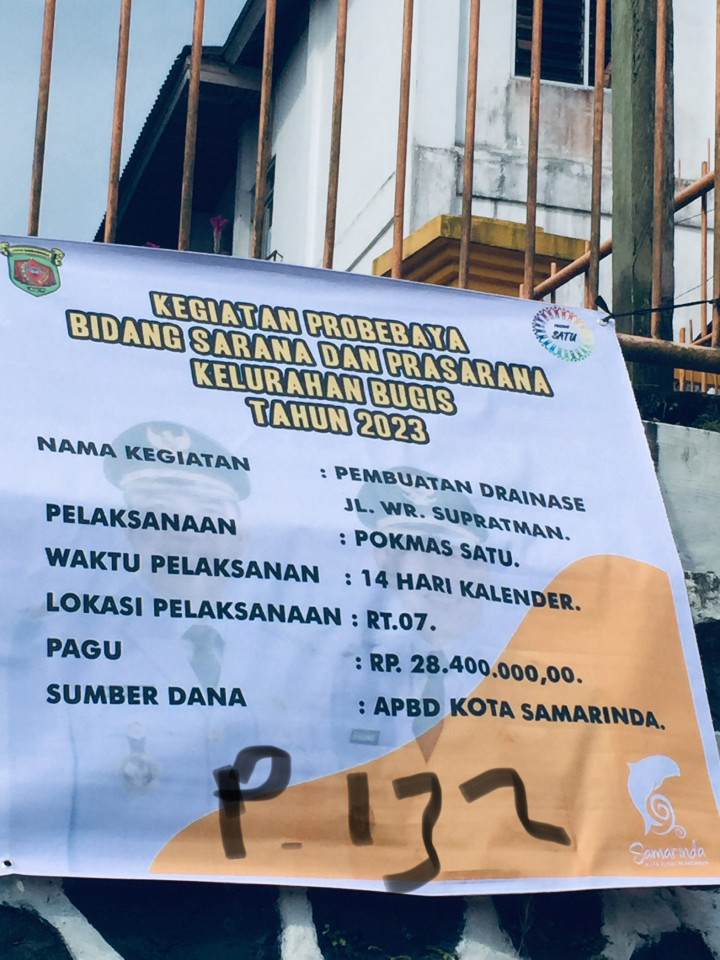 KEGIATAN PROBEBAYA
BIDANG SARANA DAN PRASARANA
KELURAHAN BUGIS
TAHUN 2023
SATU
NAMA KEGIATAN : PEMBUATAN DRAINASE
JL. WR. SUPRATMAN.
PELAKSANAAN : POKMAS SATU.
WAKTU PELAKSANAN : 14 HARI KALENDER.
LOKASI PELAKSANAAN : RT.07.
PAGU : RP. 28.400.000,00.
SUMBER DANA : APBD KOTA SAMARINDA.
P. 132
Samarinda